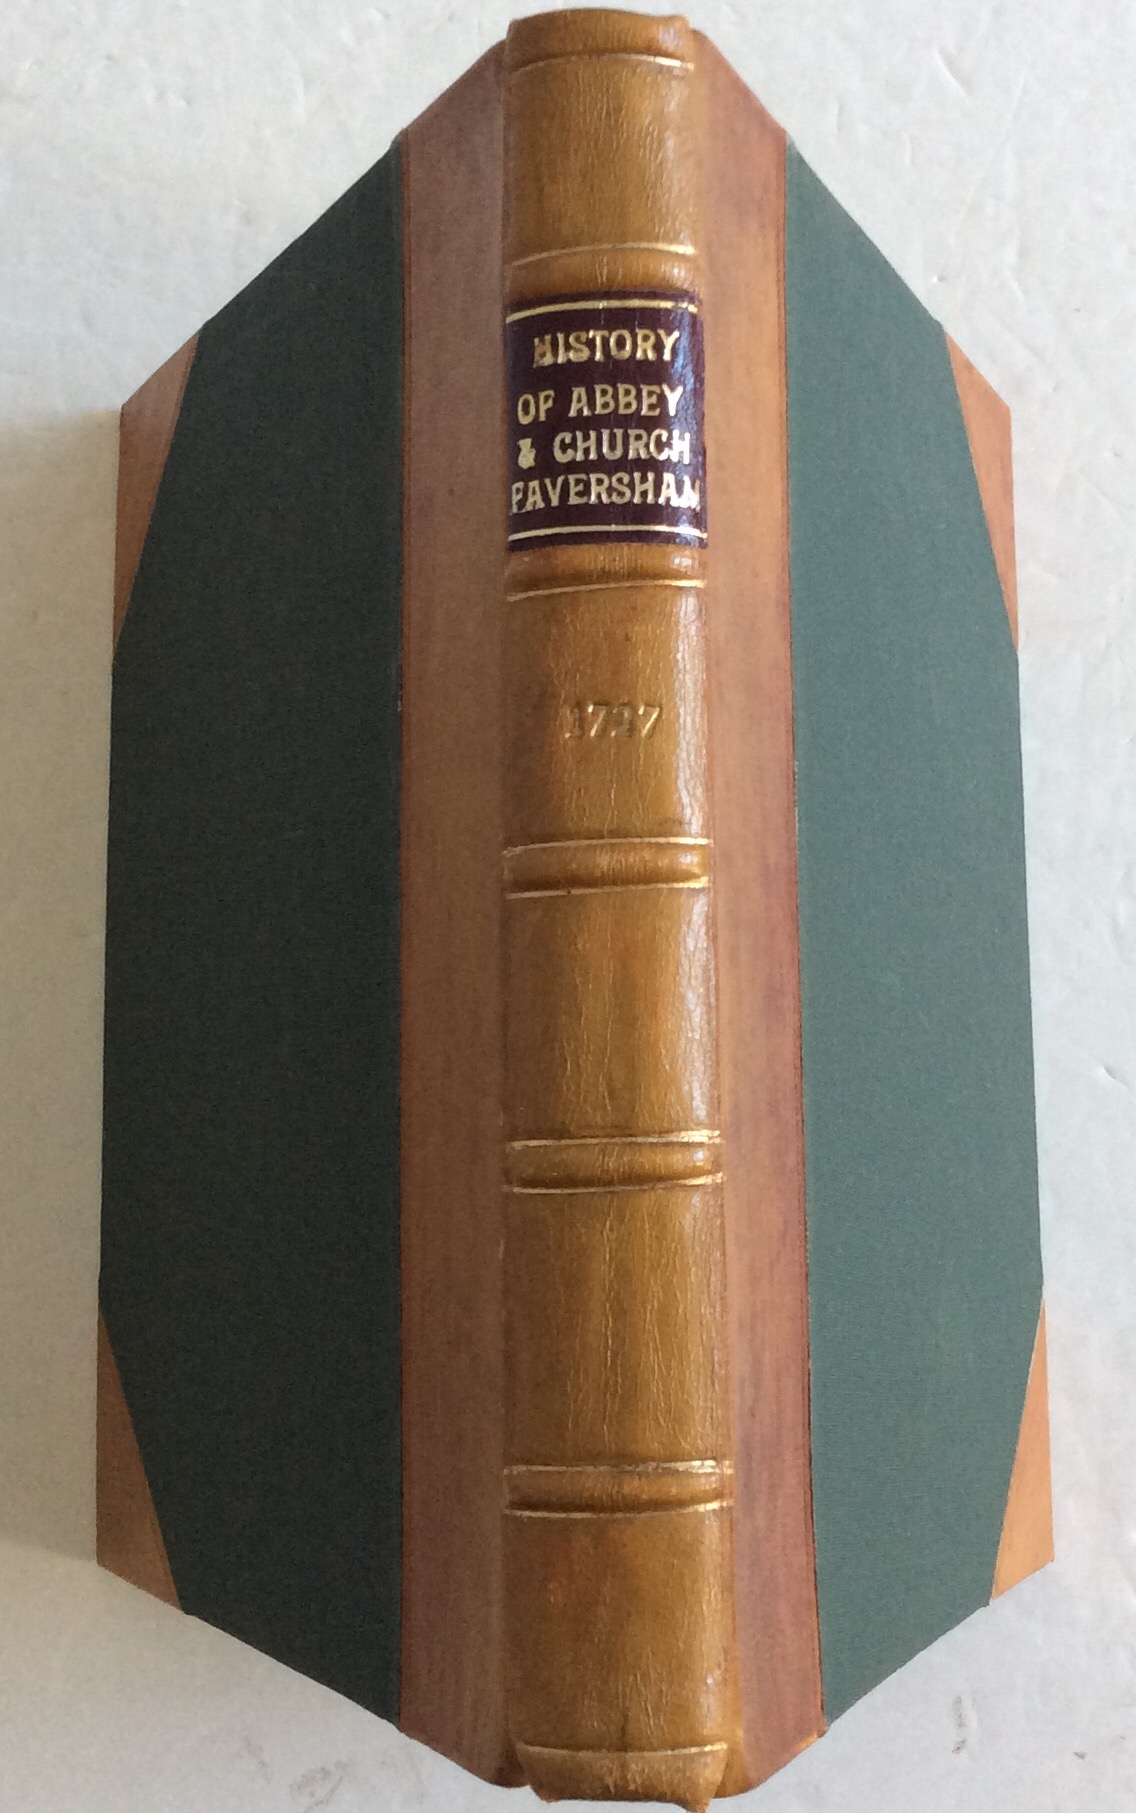 HISTORY
OF ABBEY
& CHURCH
FAVERSHAM
1727